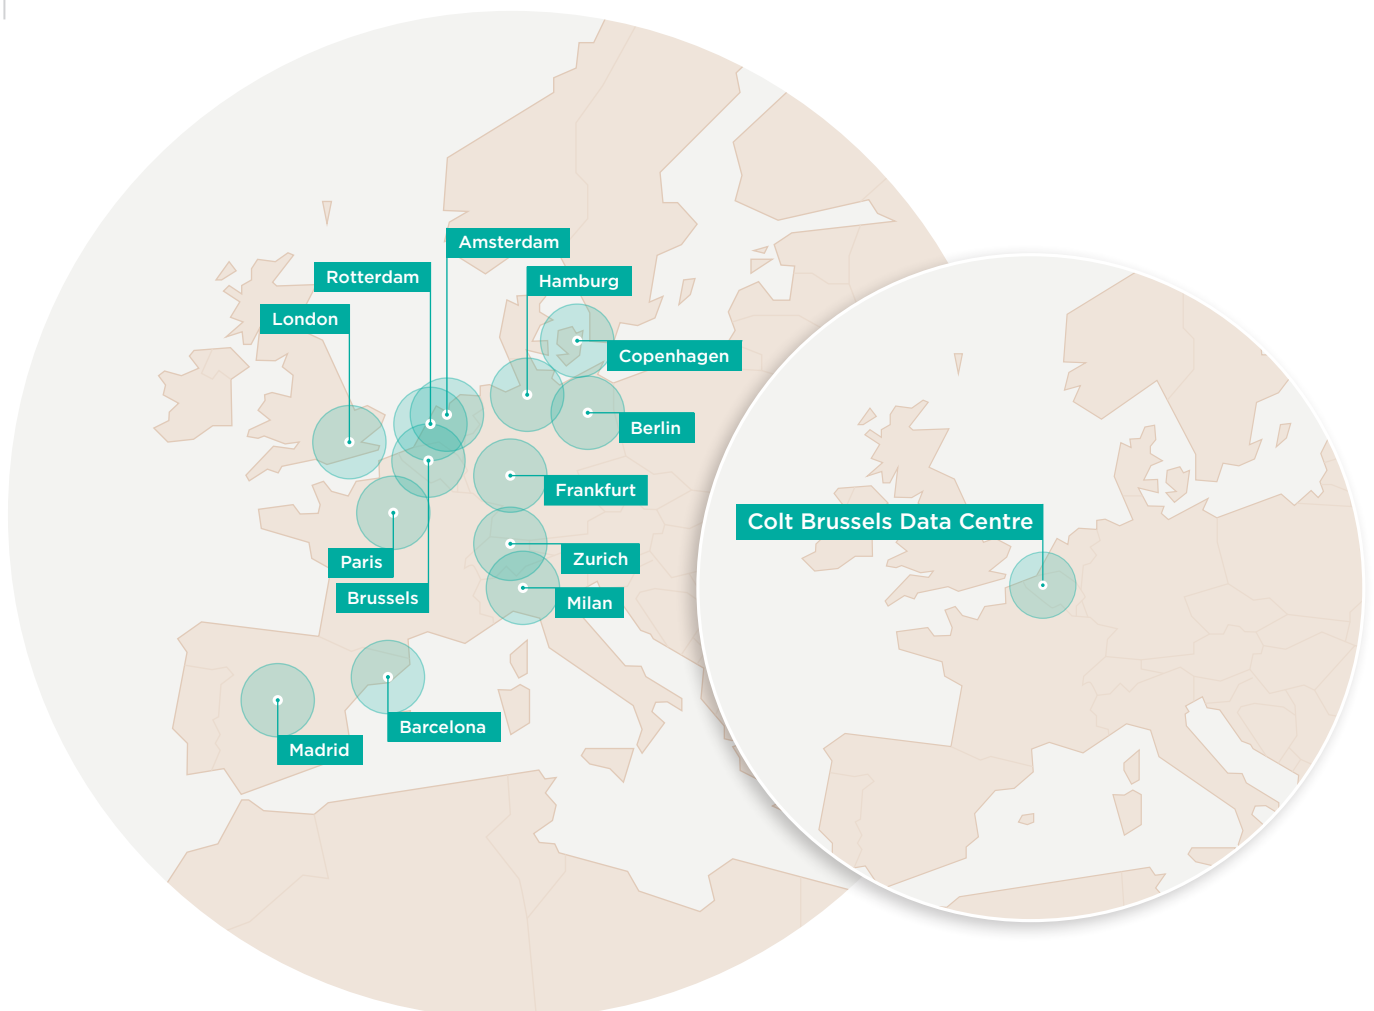 Amsterdam
Rotterdam
Hamburg
London
Copenhagen
Berlin
Frankfurt
Colt Brussels Data Centre
Paris
Zurich
Brussels
Milan
Barcelona
Madrid